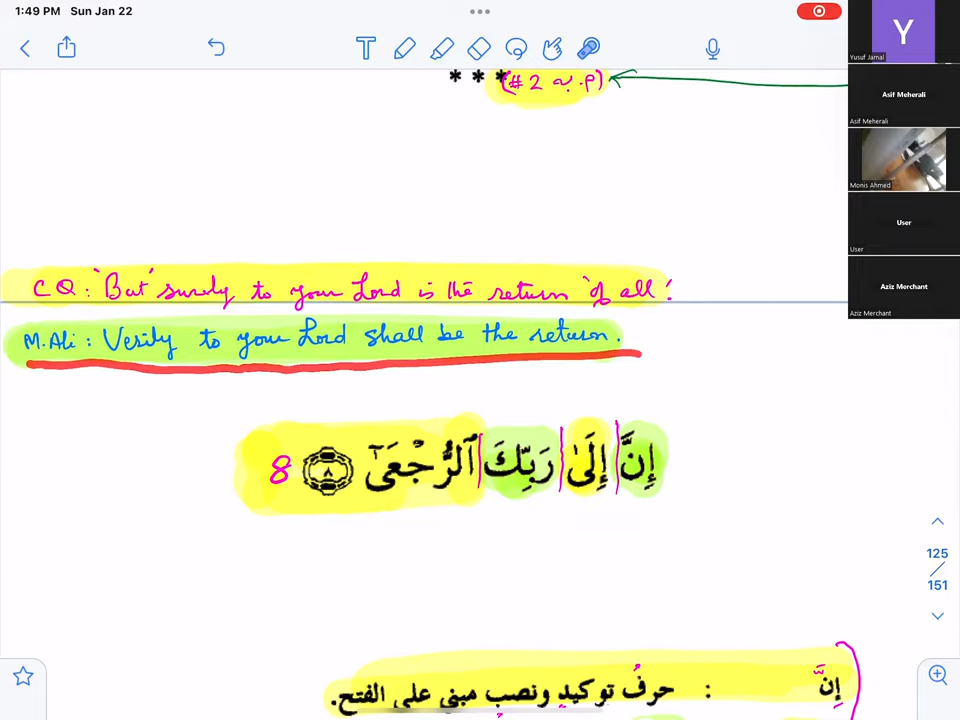 1:49 PM Sun Jan 22
Y
Yusuf Jamal
Asif Meherali
Asif Meherali
Monis Ahmed
User
User
Aziz Merchant
Aziz Merchant
* * * (#2
CQ: 'But' surely to your Lord is the return 'of all'.
M.Ali: Verily to your Lord shall be the return.
إِنَّ إِلَىٰ رَبِّكَ ٱلرُّجْعَىٰٓ ٨ 8
125
151
إنَّ : حرفُ توكيدٍ ونصب مبني على الفتح.